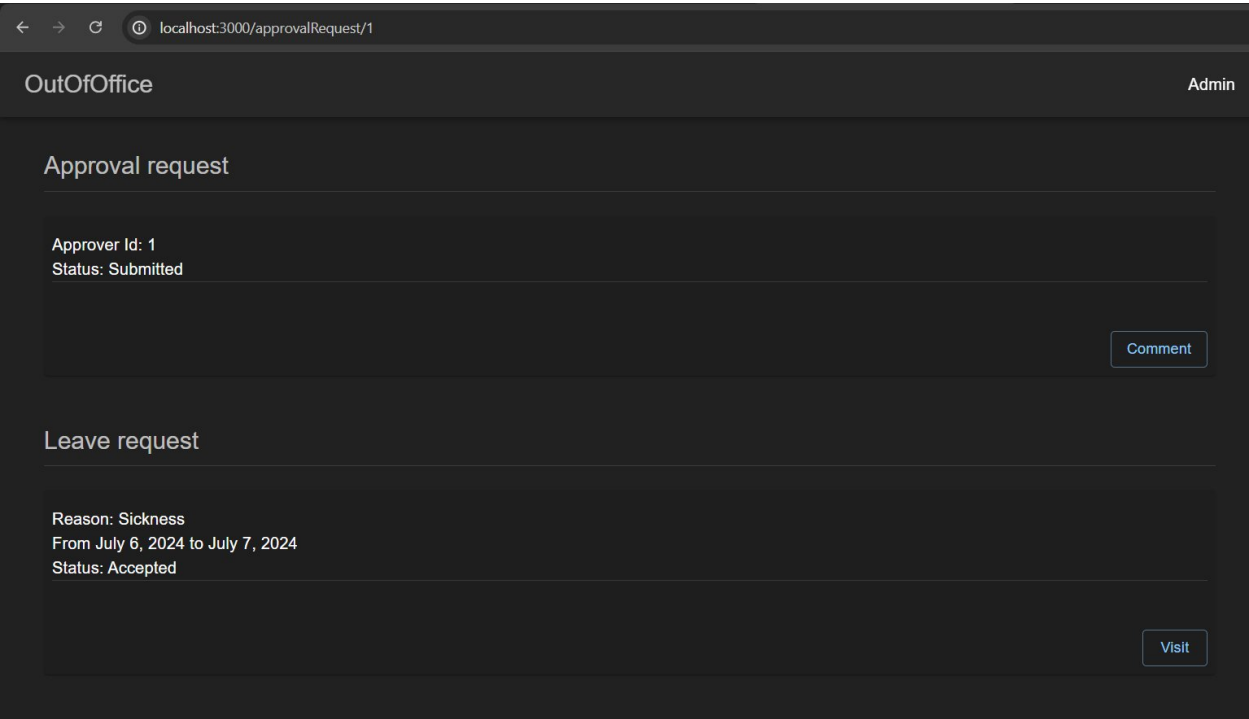 localhost:3000/approvalRequest/1
OutOfOffice
Admin
Approval request
Approver Id: 1
Status: Submitted
Comment
Leave request
Reason: Sickness
From July 6, 2024 to July 7, 2024
Status: Accepted
Visit